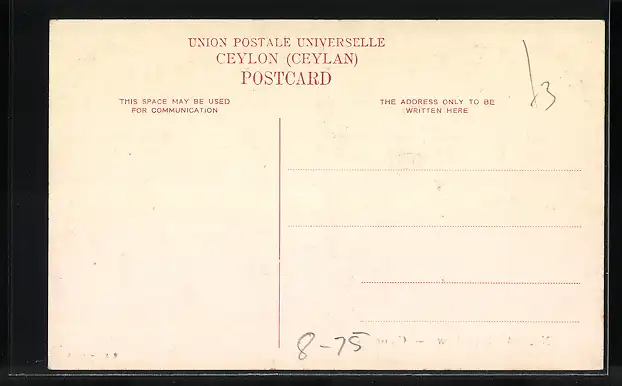 UNION POSTALE UNIVERSELLE
CEYLON (CEYLAN)
POSTCARD
THIS SPACE MAY BE USED
FOR COMMUNICATION
THE ADDRESS ONLY TO BE
WRITTEN HERE
3
8-75